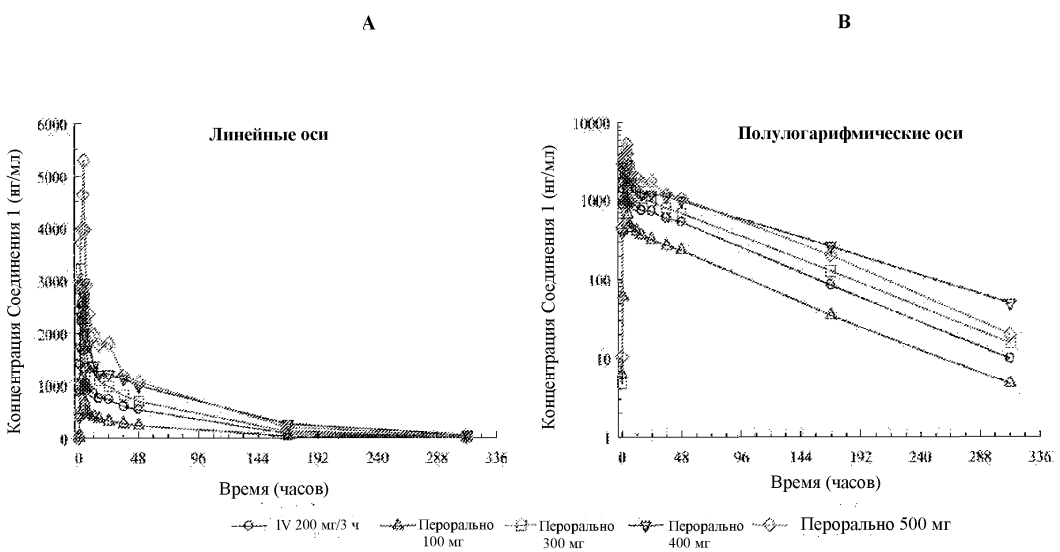 A
B
Линейные оси
Полулогарифмические оси
Концентрация Соединения 1 (нг/мл)
6000
5000
4000
3000
2000
1000
0
0 48 96 144 192 240 288 336
Время (часов)
Концентрация Соединения 1 (нг/мл)
10000
1000
100
10
1
0 48 96 144 192 240 288 336
Время (часов)
IV 200 мг/3 ч
Перорально
100 мг
Перорально
300 мг
Перорально
400 мг
Перорально 500 мг